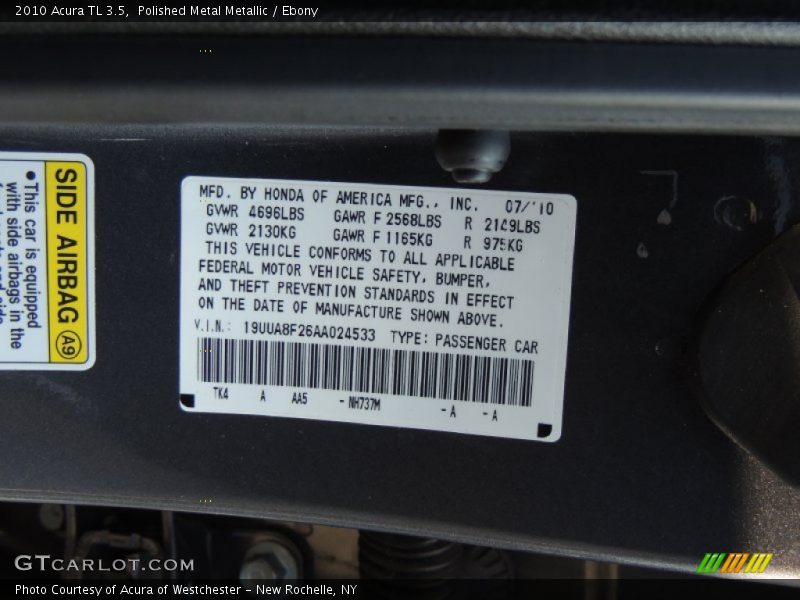 2010 Acura TL 3.5,  Polished Metal Metallic / Ebony
SIDE AIRBAG A9
• This car is equipped
with side airbags in the
MFD. BY HONDA OF AMERICA MFG., INC. 07/'10
GVWR 4696LBS GAWR F 2568LBS R 2149LBS
GVWR 2130KG GAWR F 1165KG R 975KG
THIS VEHICLE CONFORMS TO ALL APPLICABLE
FEDERAL MOTOR VEHICLE SAFETY, BUMPER,
AND THEFT PREVENTION STANDARDS IN EFFECT
ON THE DATE OF MANUFACTURE SHOWN ABOVE.
V.I.N.: 19UUA8F26AA024533 TYPE: PASSENGER CAR
TK4 A AA5 - NH737M - A - A
GTCARLOT.COM
Photo Courtesy of Acura of Westchester - New Rochelle, NY